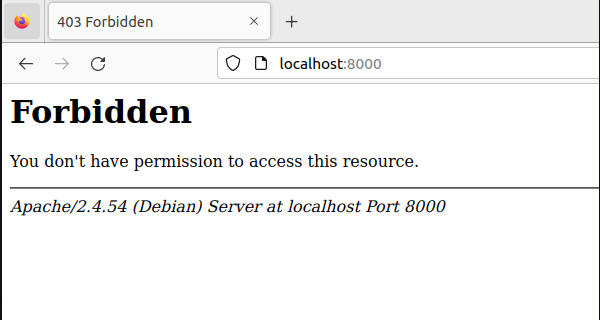 403 Forbidden
localhost:8000
Forbidden
You don't have permission to access this resource.
Apache/2.4.54 (Debian) Server at localhost Port 8000